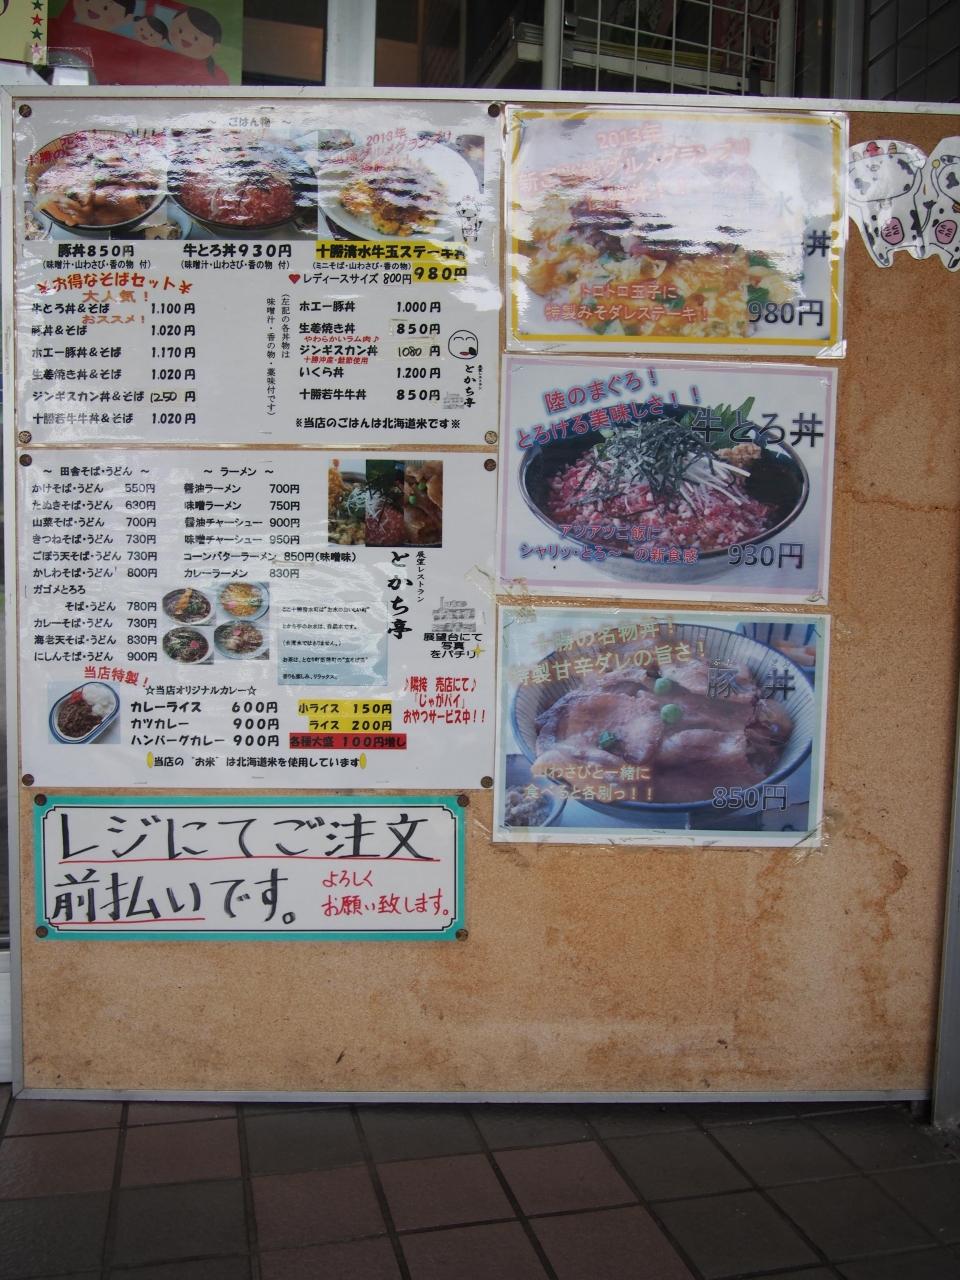 ～ ごはん物 ～
2013年
豚丼850円
(味噌汁・山わさび・香の物 付)
牛とろ丼930円
(味噌汁・山わさび・香の物 付)
十勝清水牛玉ステーキ丼
(ミニそば・山わさび・香の物)
980円
♥レディースサイズ 800円
＊お得なそばセット＊
大人気！
牛とろ丼&そば 1,100円
おススメ！
豚丼&そば 1,020円
ホエー豚丼&そば 1,170円
生姜焼き丼&そば 1,020円
ジンギスカン丼&そば 1250円
十勝若牛牛丼&そば 1,020円
(左記の各丼物は
味噌汁・香の物・薬味付です)
ホエー豚丼 1,000円
生姜焼き丼 850円
やわらかいラム肉♪
ジンギスカン丼 1080円
いくら丼 1,200円
十勝若牛牛丼 850円
とかち亭
※当店のごはんは北海道米です※
～ 田舎そば・うどん ～
かけそば・うどん 550円
たぬきそば・うどん 630円
山菜そば・うどん 700円
きつねそば・うどん 730円
ごぼう天そば・うどん 730円
かしわそば・うどん 800円
ガゴメとろろ
そば・うどん 780円
カレーそば・うどん 730円
海老天そば・うどん 830円
にしんそば・うどん 900円
～ ラーメン ～
醤油ラーメン 700円
味噌ラーメン 750円
醤油チャーシュー 900円
味噌チャーシュー 950円
コーンバターラーメン 850円(味噌味)
カレーラーメン 830円
展望レストラン
とかち亭
展望台にて
写真
をパチリ
当店特製！
☆当店オリジナルカレー☆
カレーライス 600円
カツカレー 900円
ハンバーグカレー 900円
小ライス 150円
ライス 200円
各種大盛 100円増し
♪隣接 売店にて♪
「じゃがパイ」
おやつサービス中！！
当店の"お米"は北海道米を使用しています
レジにてご注文
前払いです。
よろしく
お願い致します。
2013年
丼
トロトロ玉子に
特製みそダレステーキ！
980円
陸のまぐろ！
とろける美味しさ！！
牛とろ丼
アツアツご飯に
シャリッ・とろ～ の新食感
930円
十勝の名物丼！
特製甘辛ダレの旨さ！
豚丼
山わさびと一緒に
食べると各別っ！！
850円